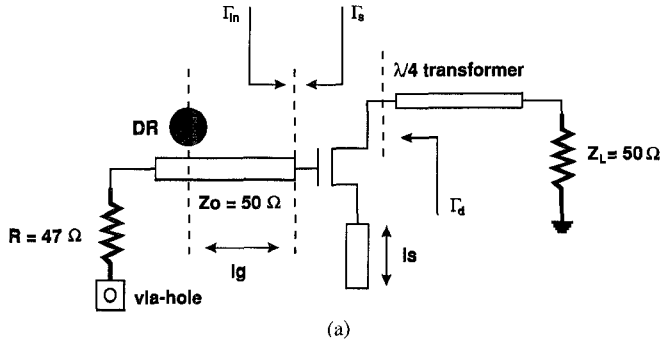 Γin
Γs
λ/4 transformer
DR
ZL = 50 Ω
Zo = 50 Ω
Γd
R = 47 Ω
lg
ls
via-hole
(a)